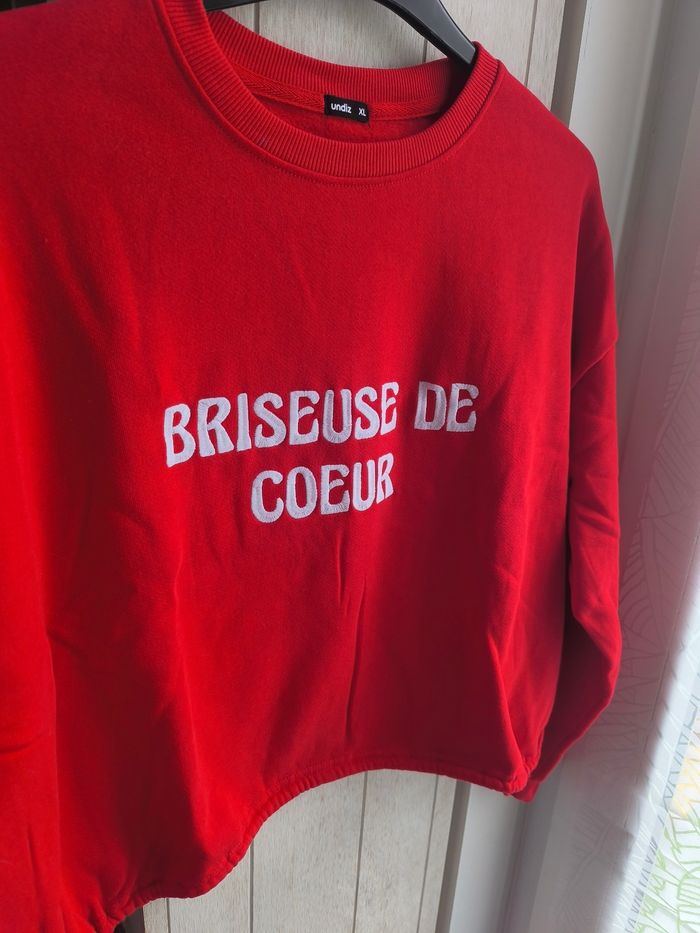 undiz XL
BRISEUSE DE
COEUR